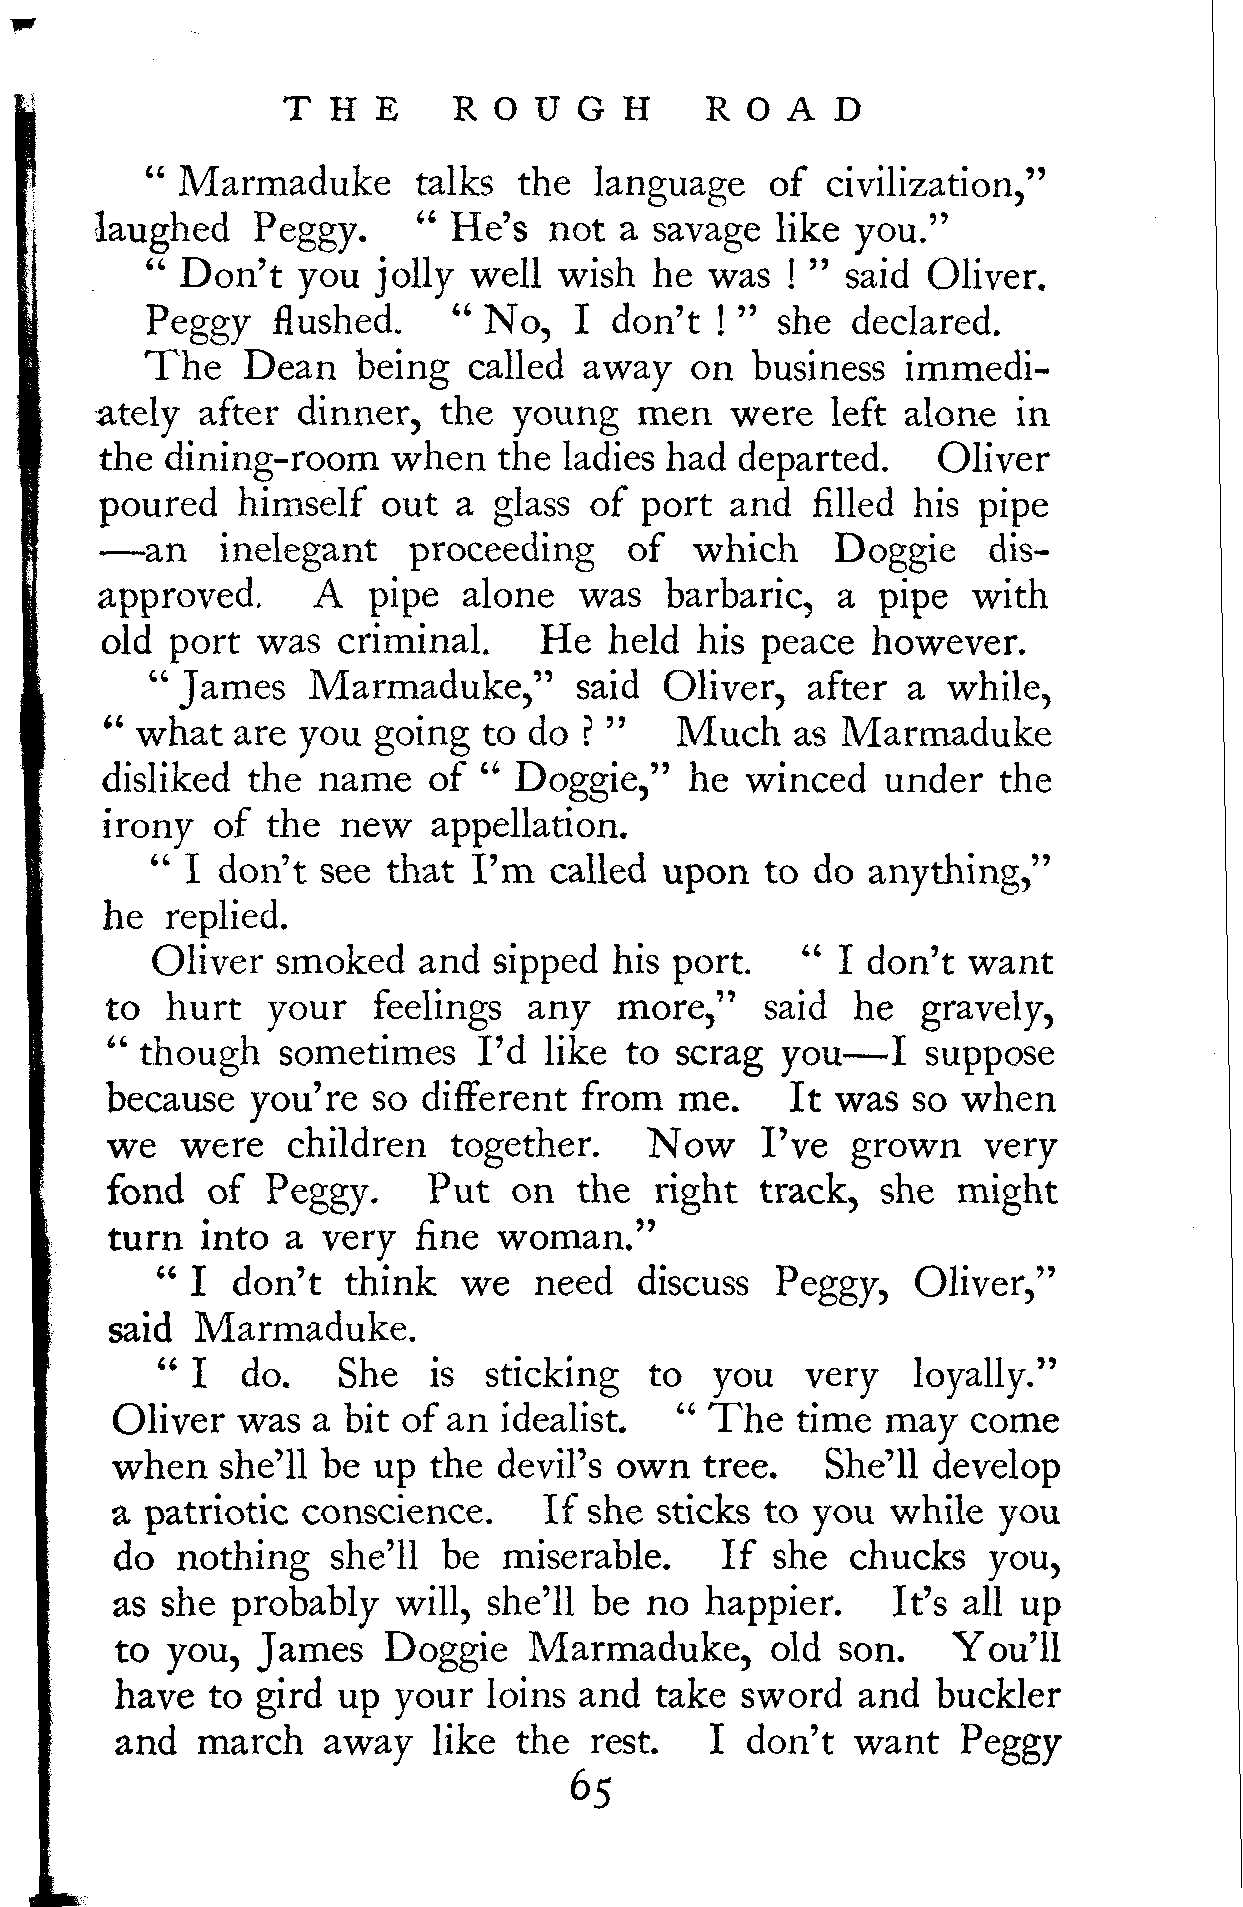 THE ROUGH ROAD
“ Marmaduke talks the language of civilization,”
laughed Peggy. “ He’s not a savage like you.”
“ Don’t you jolly well wish he was ! ” said Oliver.
Peggy flushed. “ No, I don’t ! ” she declared.
The Dean being called away on business immedi-
ately after dinner, the young men were left alone in
the dining-room when the ladies had departed. Oliver
poured himself out a glass of port and filled his pipe
—an inelegant proceeding of which Doggie dis-
approved. A pipe alone was barbaric, a pipe with
old port was criminal. He held his peace however.
“ James Marmaduke,” said Oliver, after a while,
“ what are you going to do ? ” Much as Marmaduke
disliked the name of “ Doggie,” he winced under the
irony of the new appellation.
“ I don’t see that I’m called upon to do anything,”
he replied.
Oliver smoked and sipped his port. “ I don’t want
to hurt your feelings any more,” said he gravely,
“ though sometimes I’d like to scrag you—I suppose
because you’re so different from me. It was so when
we were children together. Now I’ve grown very
fond of Peggy. Put on the right track, she might
turn into a very fine woman.”
“ I don’t think we need discuss Peggy, Oliver,”
said Marmaduke.
“ I do. She is sticking to you very loyally.”
Oliver was a bit of an idealist. “ The time may come
when she’ll be up the devil’s own tree. She’ll develop
a patriotic conscience. If she sticks to you while you
do nothing she’ll be miserable. If she chucks you,
as she probably will, she’ll be no happier. It’s all up
to you, James Doggie Marmaduke, old son. You’ll
have to gird up your loins and take sword and buckler
and march away like the rest. I don’t want Peggy
65